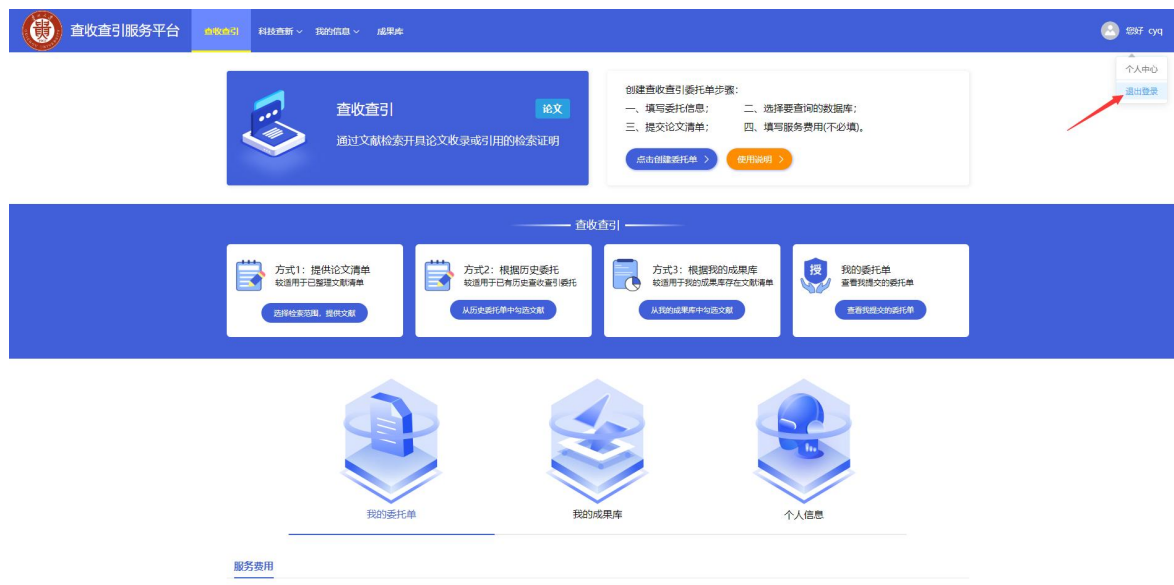 查收查引服务平台
查收查引
科技查新
我的信息
成果库
您好 cyq
个人中心
退出登录
查收查引
论文
通过文献检索开具论文收录或引用的检索证明
创建查收查引委托单步骤:
一、填写委托信息; 二、选择要查询的数据库;
三、提交论文清单; 四、填写服务费用(不必填)。
点击创建委托单 >
使用说明 >
查收查引
方式1: 提供论文清单
较适用于已整理文献清单
选择检索范围, 提供文献
方式2: 根据历史委托
较适用于已有历史查收查引委托
从历史委托单中勾选文献
方式3: 根据我的成果库
较适用于我的成果库存在文献清单
从我的成果库中勾选文献
授
我的委托单
查看我提交的委托单
查看我提交的委托单
我的委托单
我的成果库
个人信息
服务费用